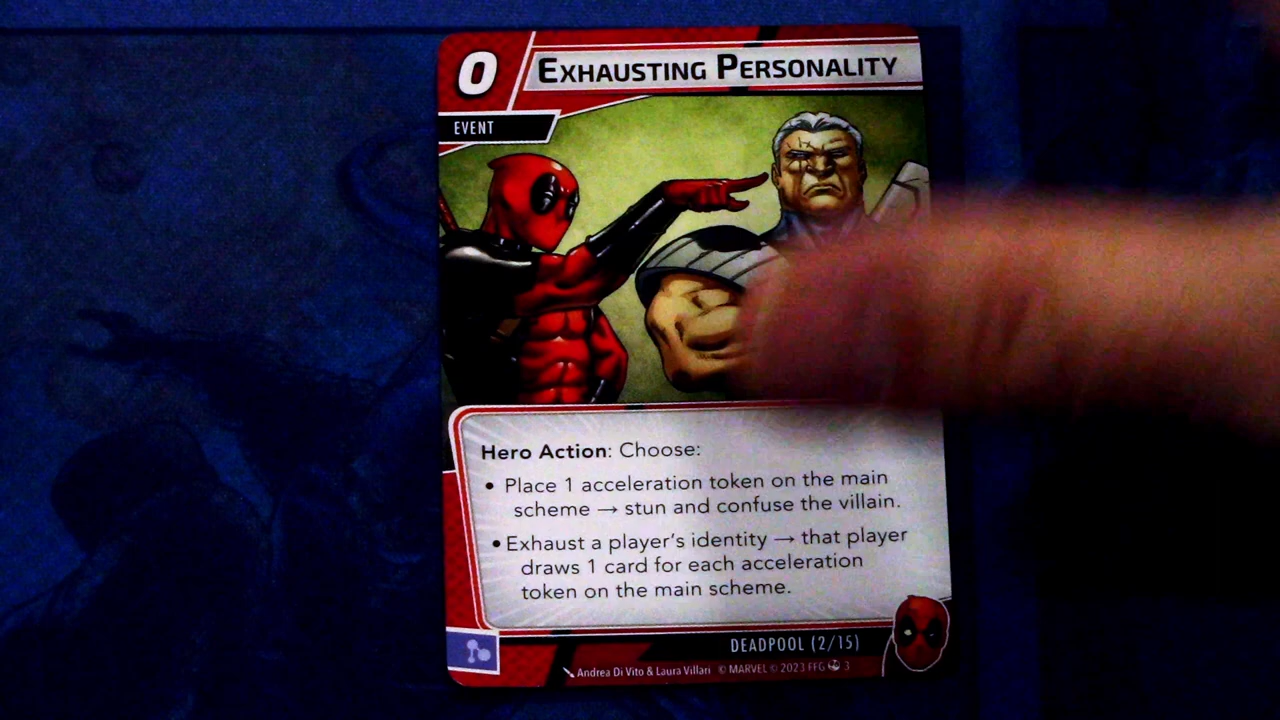 0
EXHAUSTING PERSONALITY
EVENT
Hero Action: Choose:
• Place 1 acceleration token on the main
scheme → stun and confuse the villain.
• Exhaust a player's identity → that player
draws 1 card for each acceleration
token on the main scheme.
DEADPOOL (2/15)
Andrea Di Vito & Laura Villari © MARVEL © 2023 FFG 3